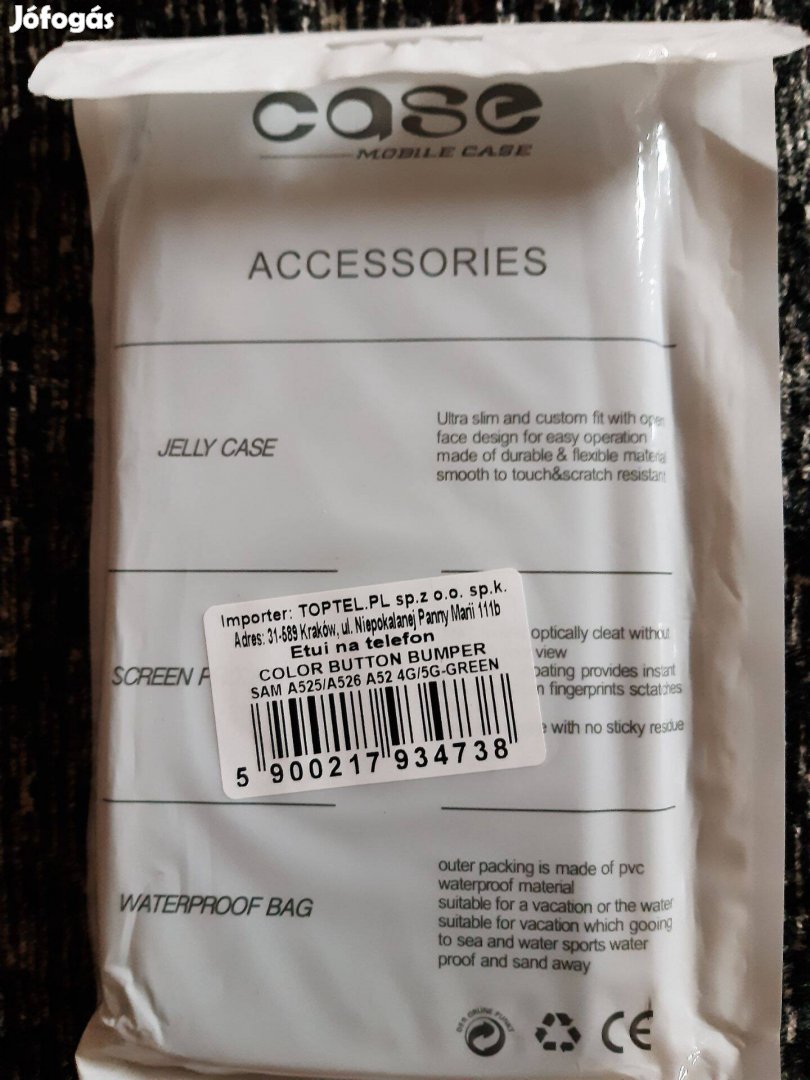 Jófogás
case
MOBILE CASE
ACCESSORIES
JELLY CASE
Ultra slim and custom fit with open
face design for easy operation
made of durable & flexible material
smooth to touch&scratch resistant
Importer: TOPTEL.PL sp.z o.o. sp.k.
Adres: 31-589 Kraków, ul. Niepokalanej Panny Marii 111b
Etui na telefon
COLOR BUTTON BUMPER
SAM A525/A526 A52 4G/5G-GREEN
5 900217 934738
SCREEN
optically cleat without
view
provides instant
fingerprints sctatches
with no sticky resdue
WATERPROOF BAG
outer packing is made of pvc
waterproof material
suitable for a vacation or the water
suitable for vacation which gooing
to sea and water sports water
proof and sand away
DER GRÜNE PUNKT
CE